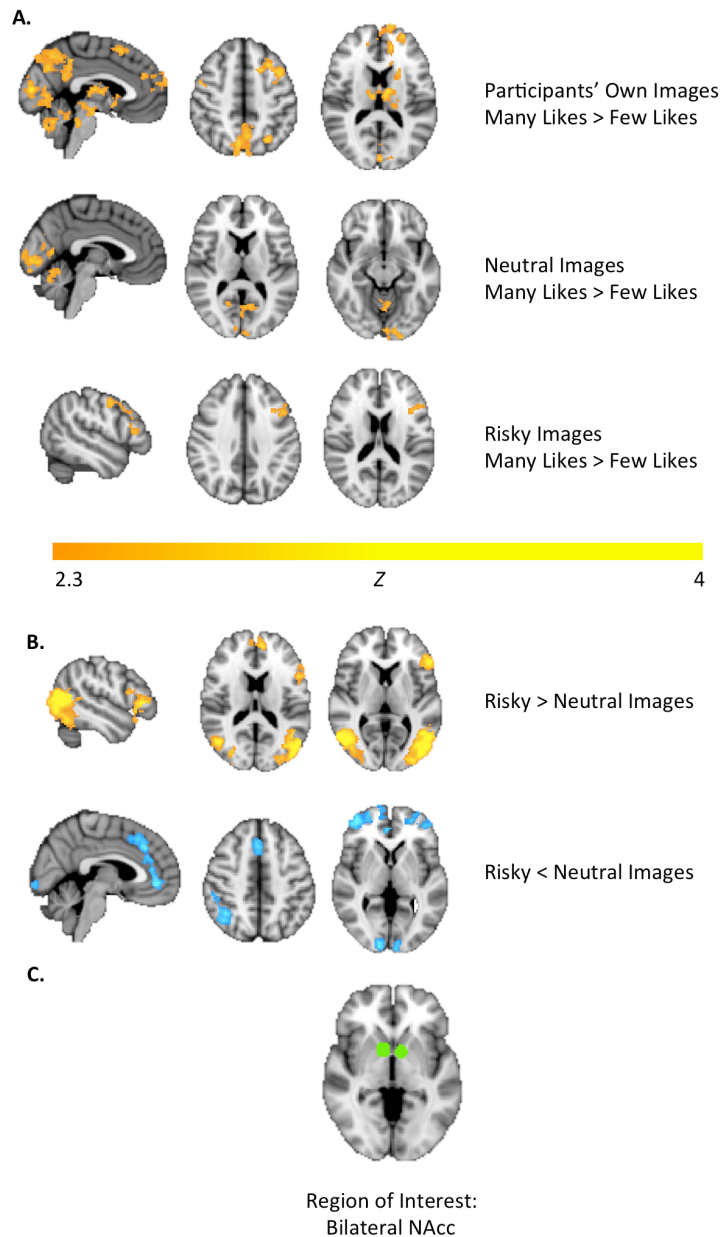 A.
Participants' Own Images
Many Likes > Few Likes
Neutral Images
Many Likes > Few Likes
Risky Images
Many Likes > Few Likes
2.3 Z 4
B.
Risky > Neutral Images
Risky < Neutral Images
C.
Region of Interest:
Bilateral NAcc